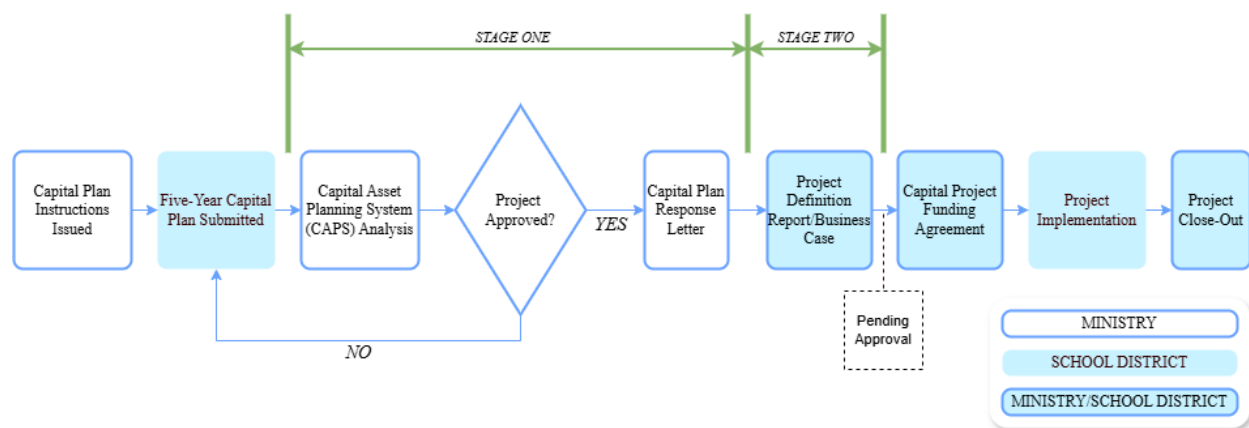 STAGE ONE
STAGE TWO
Capital Plan
Instructions
Issued
Five-Year Capital
Plan Submitted
Capital Asset
Planning System
(CAPS) Analysis
Project
Approved?
YES
NO
Capital Plan
Response
Letter
Project
Definition
Report/Business
Case
Pending
Approval
Capital Project
Funding
Agreement
Project
Implementation
Project
Close-Out
MINISTRY
SCHOOL DISTRICT
MINISTRY/SCHOOL DISTRICT